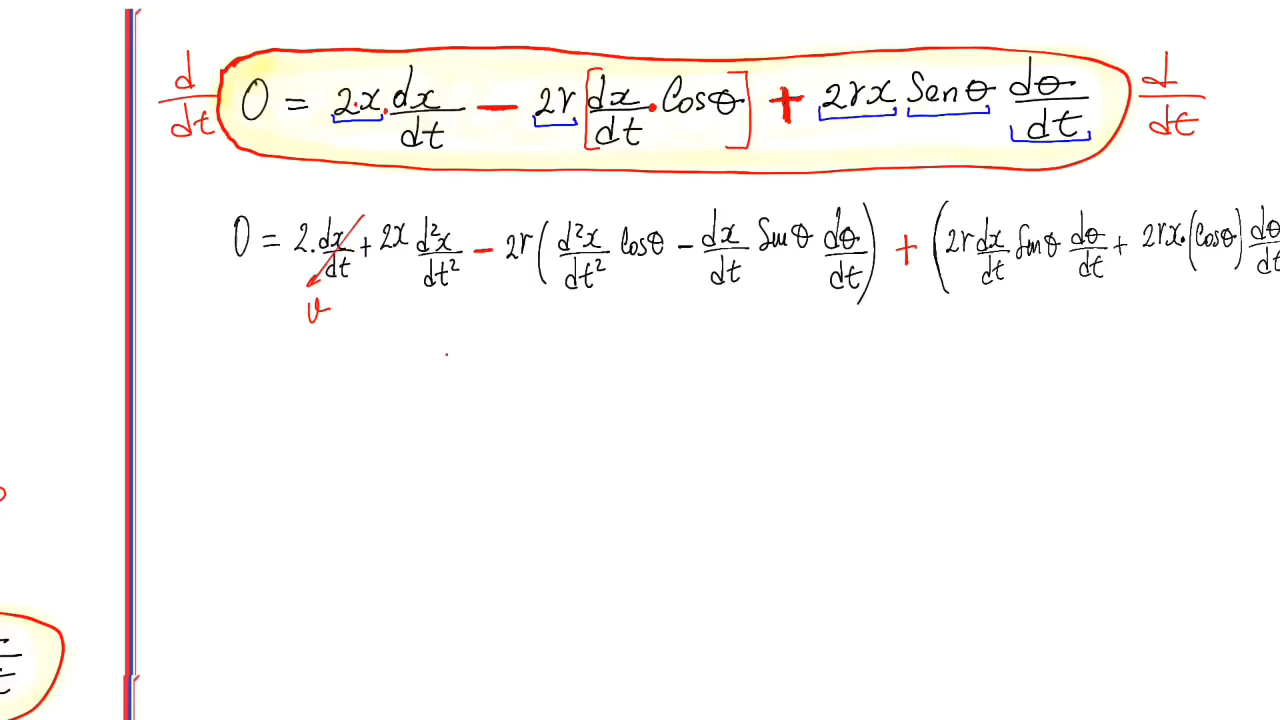 d/dt 0 = 2·x·dx/dt − 2r [dx/dt · Cosθ] + 2rx Senθ dθ/dt d/dt
0 = 2·dx/dt + 2x d²x/dt² − 2r (d²x/dt² Cosθ − dx/dt Senθ dθ/dt) + (2r dx/dt Senθ dθ/dt + 2rx·(Cosθ) dθ/dt
v